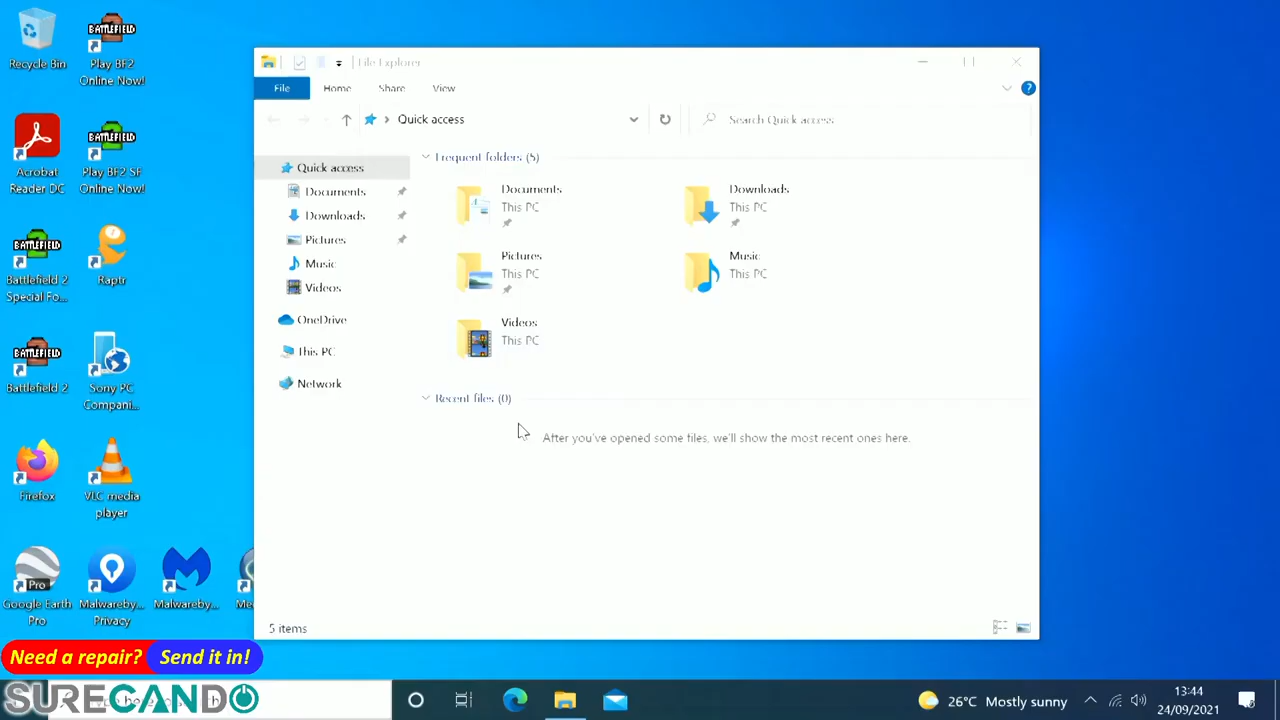 Recycle Bin
Play BF2
Online Now!
Acrobat
Reader DC
Play BF2 SF
Online Now!
Battlefield 2
Special Fo...
Raptr
Battlefield 2
Sony PC
Compani...
Firefox
VLC media
player
Pro
Google Earth
Pro
Malwareby...
Privacy
Malwareby...
BATTLEFIELD
BATTLEFIELD
BATTLEFIELD
BATTLEFIELD
File Explorer
File
Home
Share
View
?
Quick access
Search Quick access
Quick access
Documents
Downloads
Pictures
Music
Videos
OneDrive
This PC
Network
Frequent folders (5)
Documents
This PC
Downloads
This PC
Pictures
This PC
Music
This PC
Videos
This PC
Recent files (0)
After you've opened some files, we'll show the most recent ones here.
5 items
Need a repair? Send it in!
SURECANDO
26°C Mostly sunny
13:44
24/09/2021